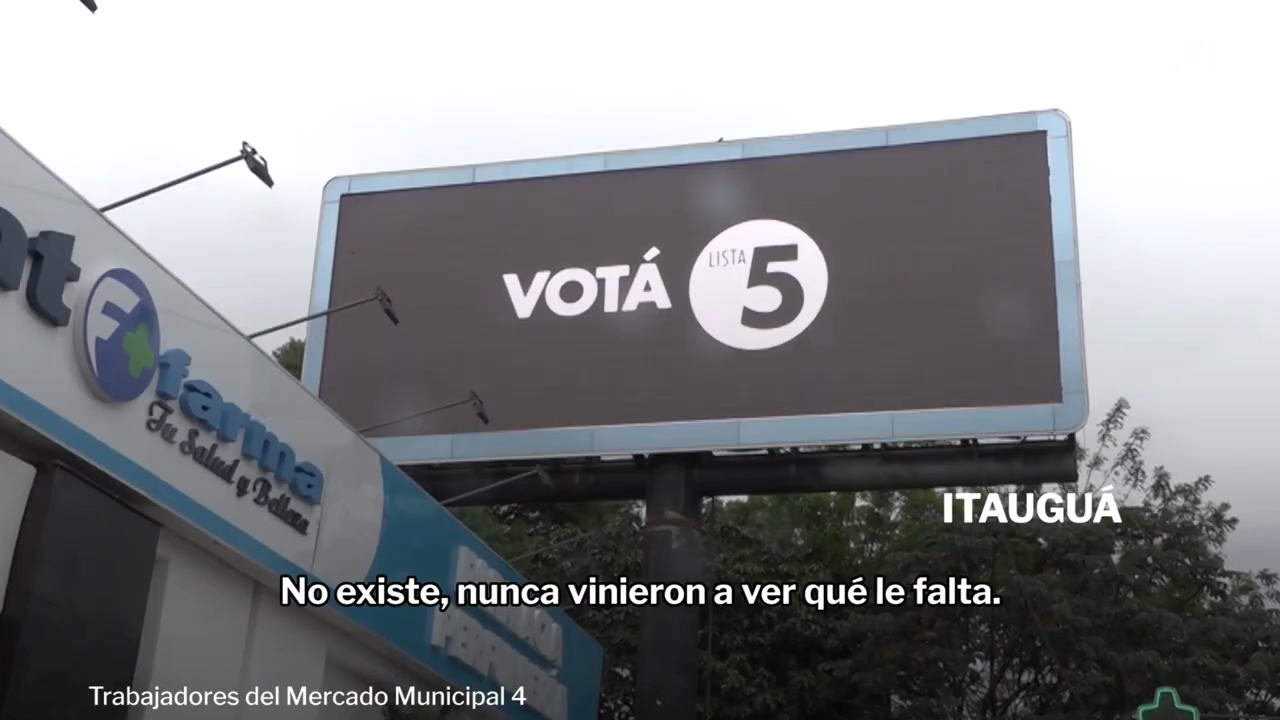 VOTÁ
LISTA 5
farma
Tu Salud y Belleza
ITAUGUÁ
No existe, nunca vinieron a ver qué le falta.
Trabajadores del Mercado Municipal 4